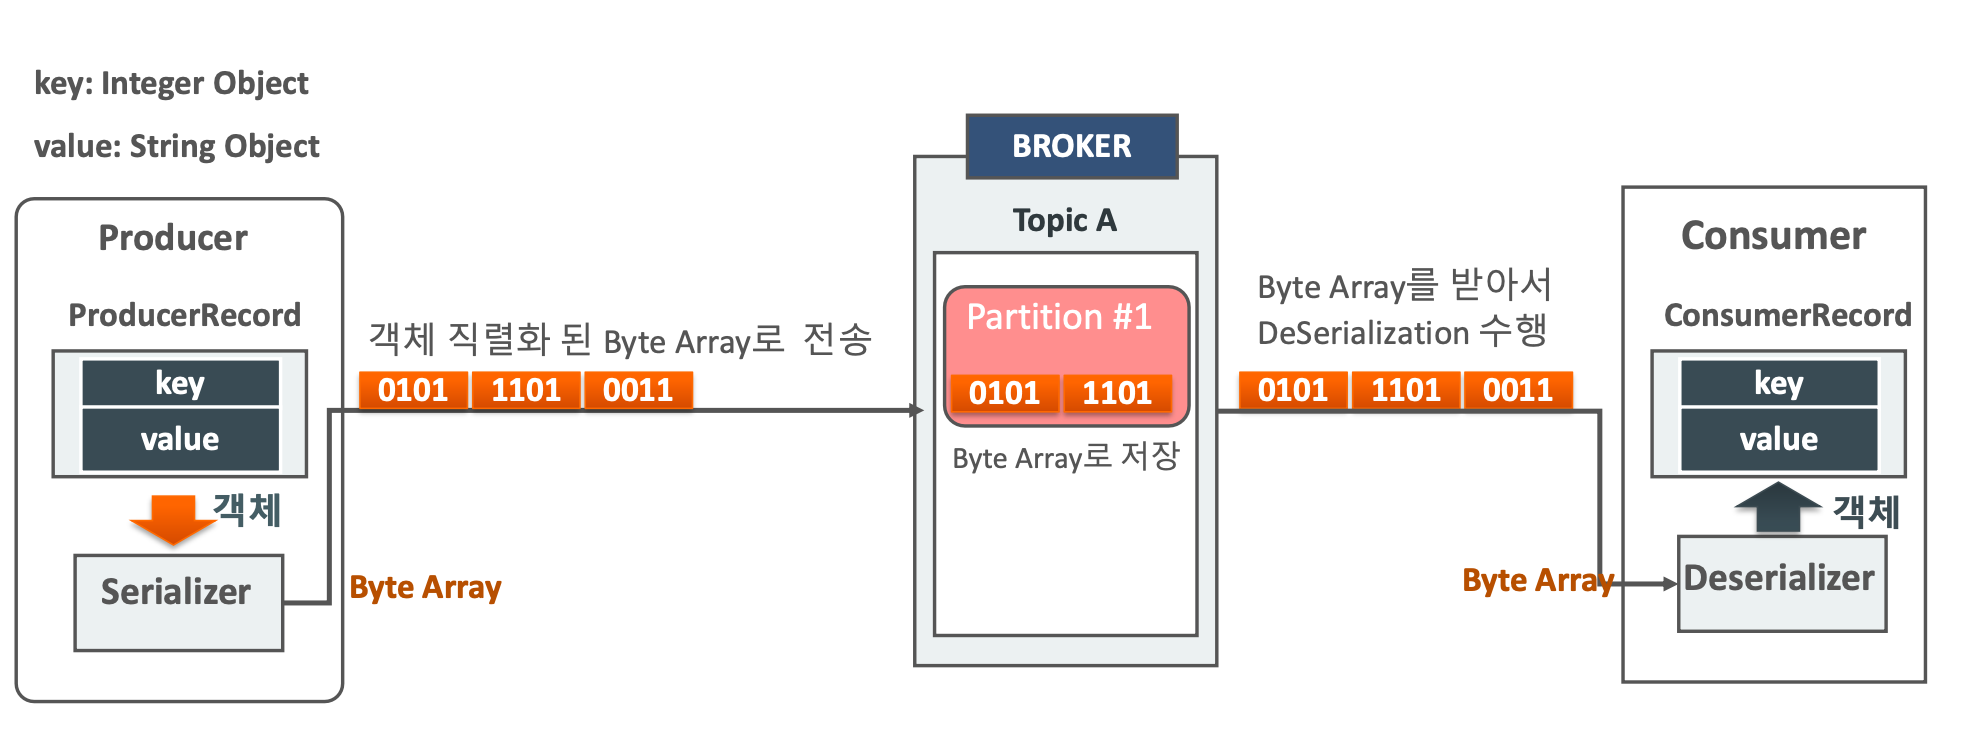 key: Integer Object
value: String Object
Producer
ProducerRecord
key
value
객체
Serializer
Byte Array
객체 직렬화 된 Byte Array로 전송
0101 1101 0011
BROKER
Topic A
Partition #1
0101 1101
Byte Array로 저장
Byte Array를 받아서
DeSerialization 수행
0101 1101 0011
Byte Array
Consumer
ConsumerRecord
key
value
객체
Deserializer